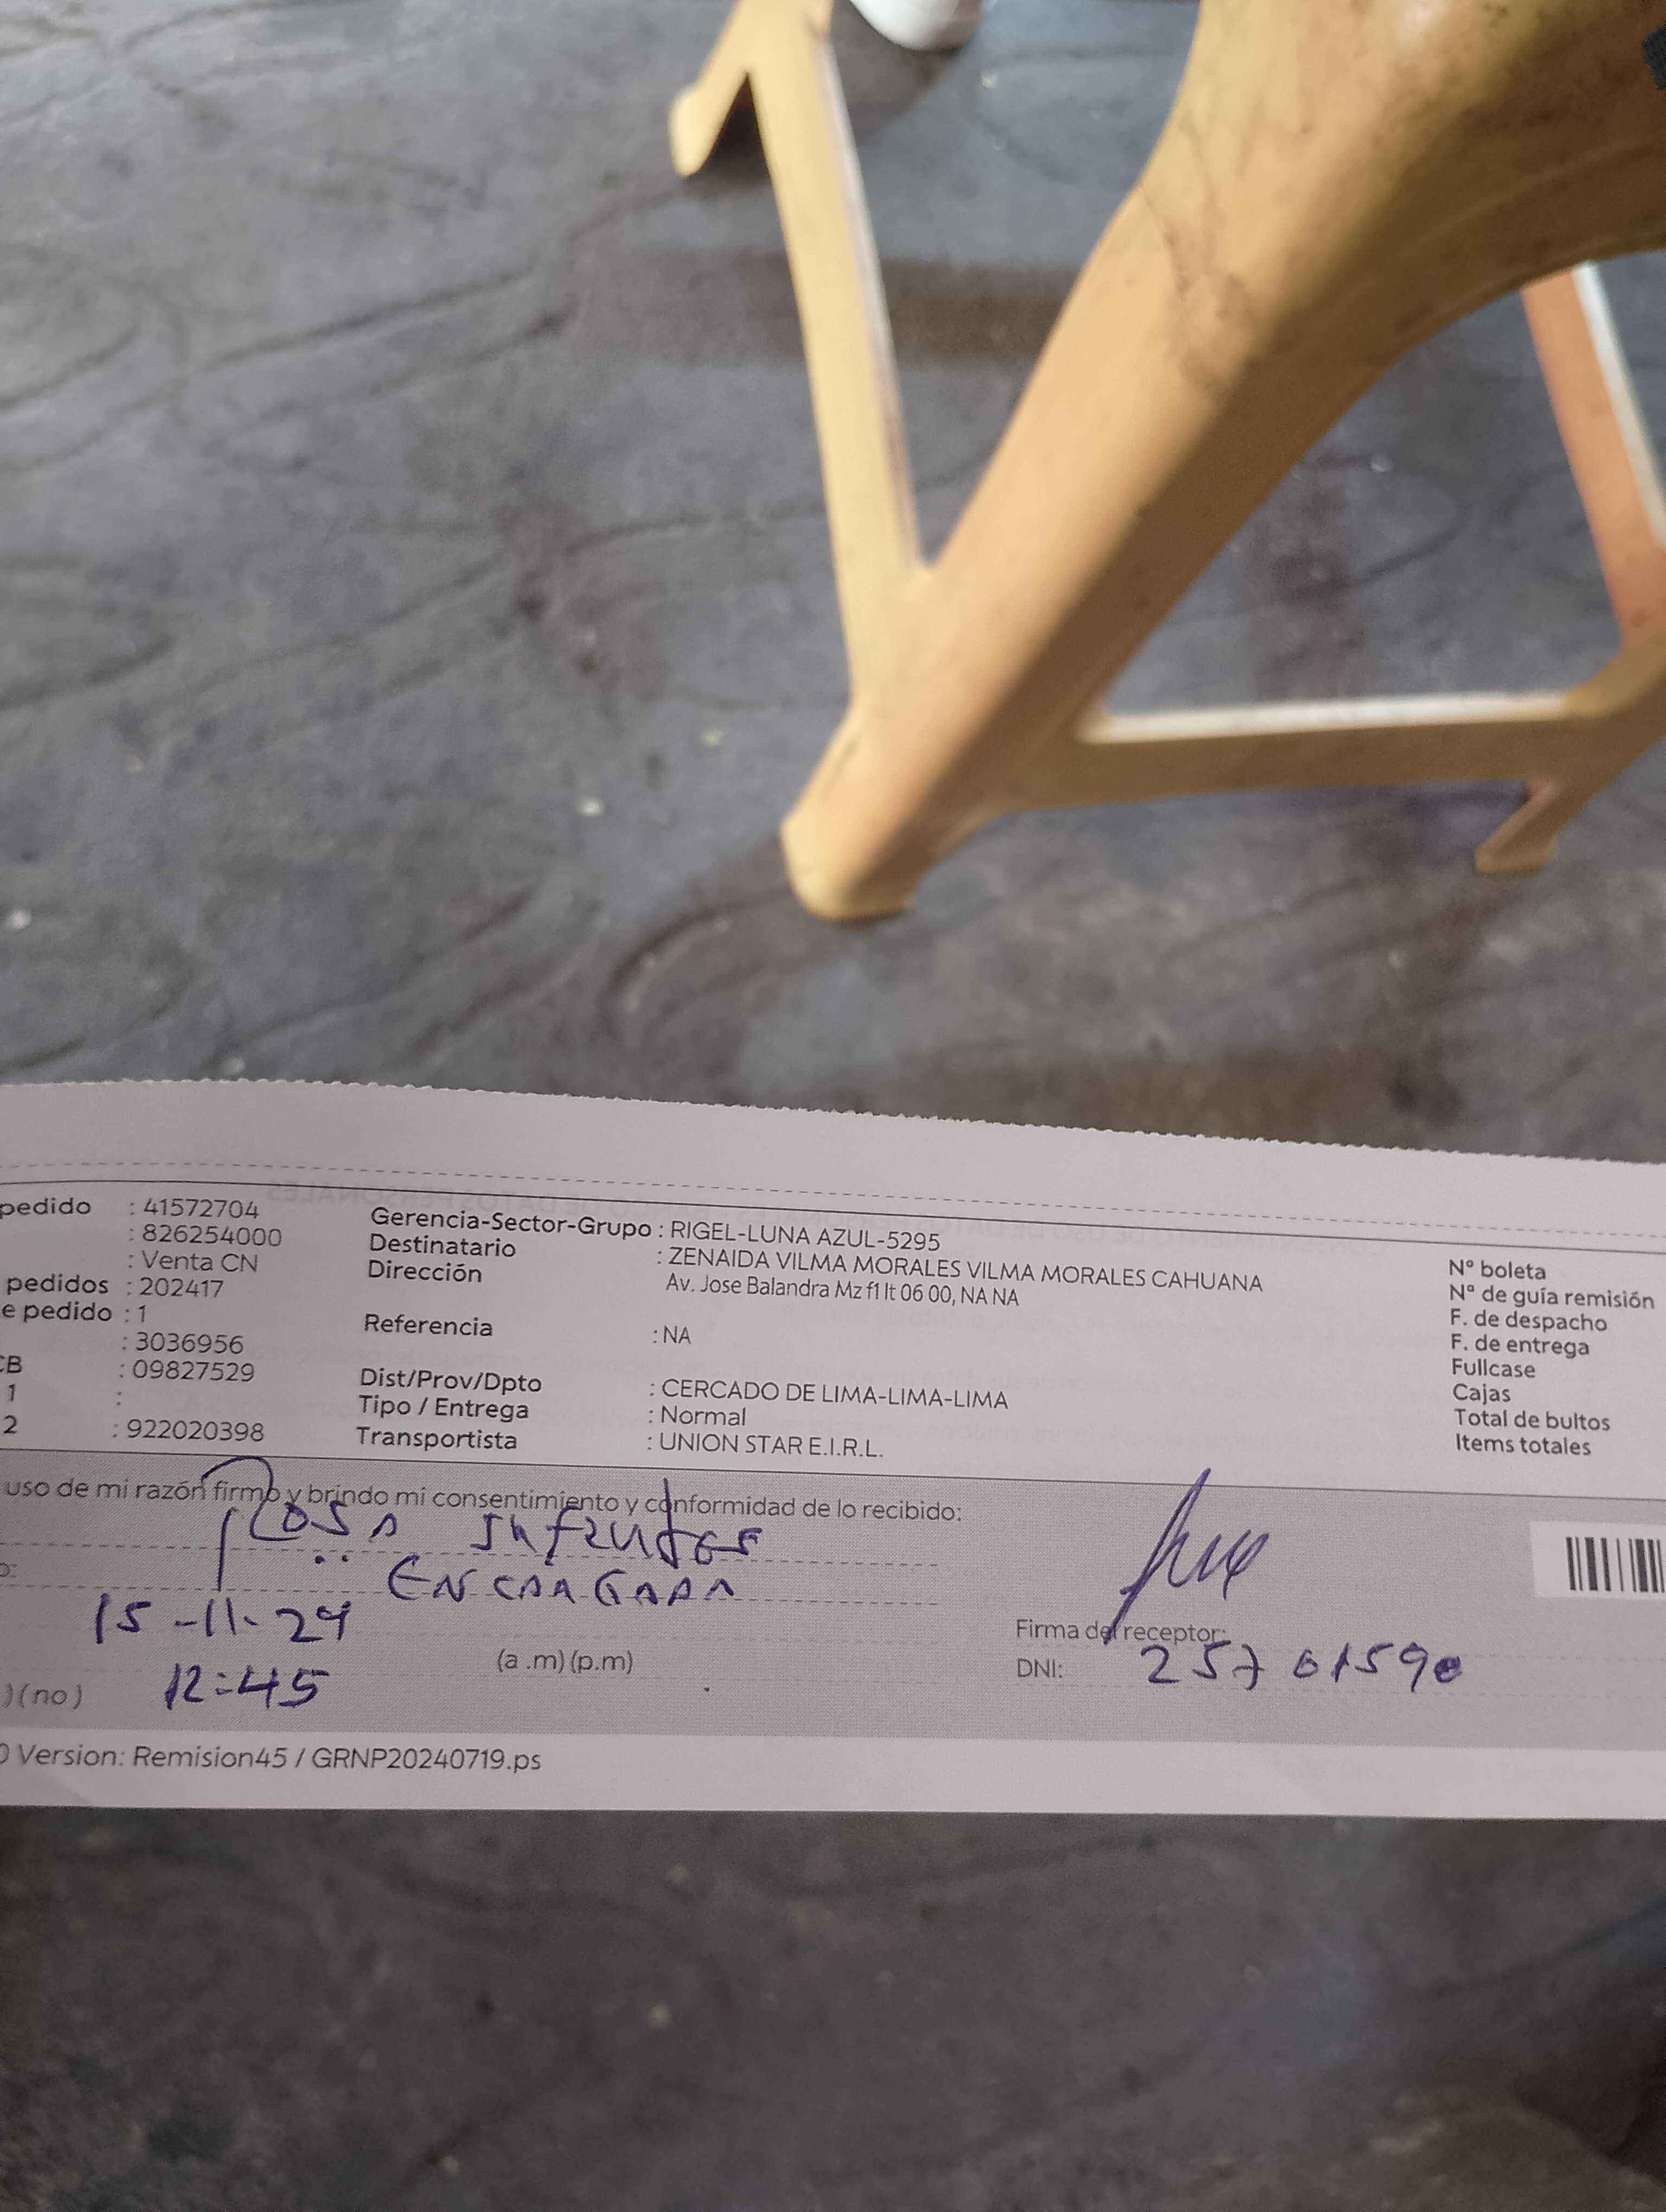 pedido : 41572704
: 826254000
: Venta CN
pedidos : 202417
e pedido : 1
: 3036956
CB : 09827529
1 :
2 : 922020398
Gerencia-Sector-Grupo : RIGEL-LUNA AZUL-5295
Destinatario : ZENAIDA VILMA MORALES VILMA MORALES CAHUANA
Dirección Av. Jose Balandra Mz f1 lt 06 00, NA NA
Referencia : NA
Dist/Prov/Dpto : CERCADO DE LIMA-LIMA-LIMA
Tipo / Entrega : Normal
Transportista : UNION STAR E.I.R.L.
N° boleta
N° de guía remisión
F. de despacho
F. de entrega
Fullcase
Cajas
Total de bultos
Items totales
uso de mi razón firmo y brindo mi consentimiento y conformidad de lo recibido:
Rosa Infantes
ENCARGADA
15-11-24
12:45
(a .m) (p.m)
) (no)
Firma del receptor:
DNI: 25701590
0 Version: Remision45 / GRNP20240719.ps